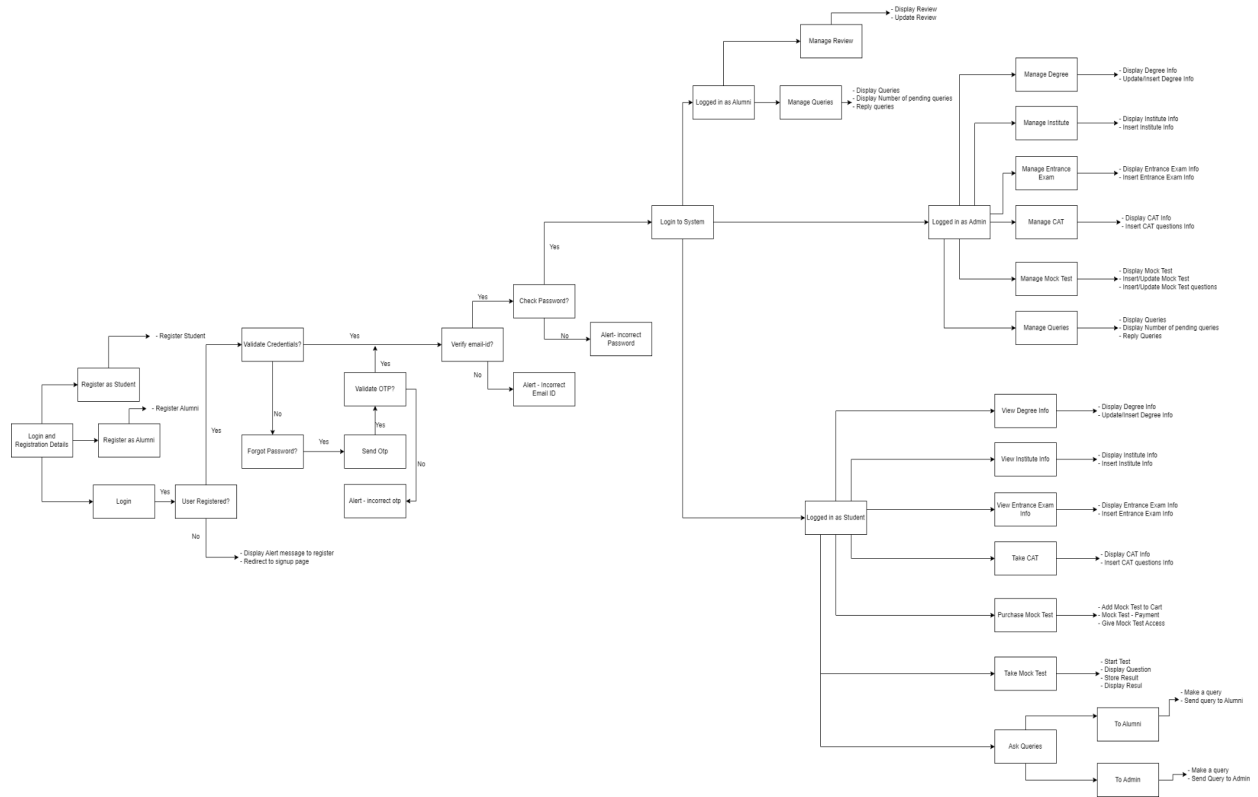 - Display Review
- Update Review
Manage Review
Logged in as Alumni
Manage Queries
- Display Queries
- Display Number of pending queries
- Reply queries
Manage Degree
- Display Degree Info
- Update/Insert Degree Info
Manage Institute
- Display Institute Info
- Insert Institute Info
Manage Entrance
Exam
- Display Entrance Exam Info
- Insert Entrance Exam Info
Login to System
Logged in as Admin
Manage CAT
- Display CAT Info
- Insert CAT questions Info
Manage Mock Test
- Display Mock Test
- Insert/Update Mock Test
- Insert/Update Mock Test questions
Manage Queries
- Display Queries
- Display Number of pending queries
- Reply Queries
Yes
Check Password?
Yes
No
Alert- incorrect
Password
Verify email-id?
No
Alert - Incorrect
Email ID
Validate Credentials?
Yes
Yes
Validate OTP?
Yes
No
No
Forgot Password?
Yes
Send Otp
Alert - incorrect otp
- Register Student
Register as Student
- Register Alumni
Login and
Registration Details
Register as Alumni
Yes
Login
Yes
User Registered?
No
- Display Alert message to register
- Redirect to signup page
View Degree Info
- Display Degree Info
- Update/Insert Degree Info
View Institute Info
- Display Institute Info
- Insert Institute Info
Logged in as Student
View Entrance Exam
Info
- Display Entrance Exam Info
- Insert Entrance Exam Info
Take CAT
- Display CAT Info
- Insert CAT questions Info
Purchase Mock Test
- Add Mock Test to Cart
- Mock Test - Payment
- Give Mock Test Access
Take Mock Test
- Start Test
- Display Question
- Store Result
- Display Resul
Ask Queries
To Alumni
- Make a query
- Send query to Alumni
To Admin
- Make a query
- Send Query to Admin